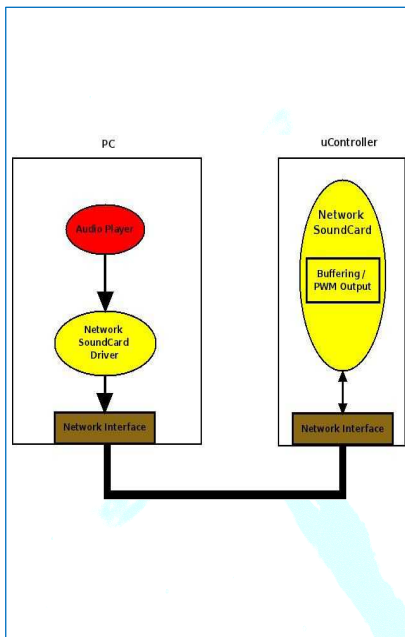 PC
Audio Player
Network
SoundCard
Driver
Network Interface
uController
Network
SoundCard
Buffering /
PWM Output
Network Interface